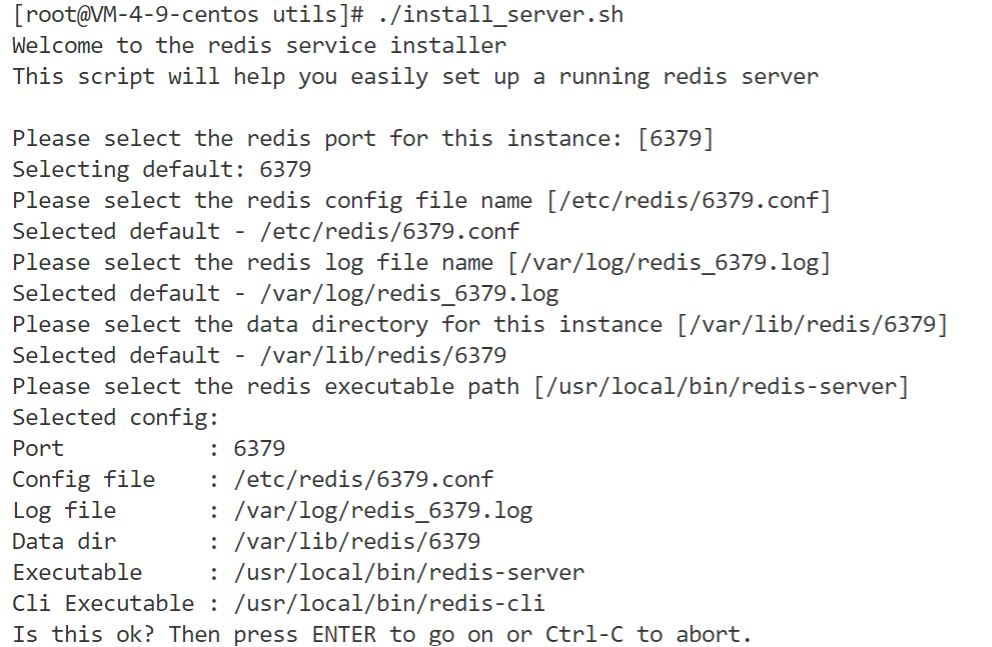 [root@VM-4-9-centos utils]# ./install_server.sh
Welcome to the redis service installer
This script will help you easily set up a running redis server
Please select the redis port for this instance: [6379]
Selecting default: 6379
Please select the redis config file name [/etc/redis/6379.conf]
Selected default - /etc/redis/6379.conf
Please select the redis log file name [/var/log/redis_6379.log]
Selected default - /var/log/redis_6379.log
Please select the data directory for this instance [/var/lib/redis/6379]
Selected default - /var/lib/redis/6379
Please select the redis executable path [/usr/local/bin/redis-server]
Selected config:
Port           : 6379
Config file    : /etc/redis/6379.conf
Log file       : /var/log/redis_6379.log
Data dir       : /var/lib/redis/6379
Executable     : /usr/local/bin/redis-server
Cli Executable : /usr/local/bin/redis-cli
Is this ok? Then press ENTER to go on or Ctrl-C to abort.